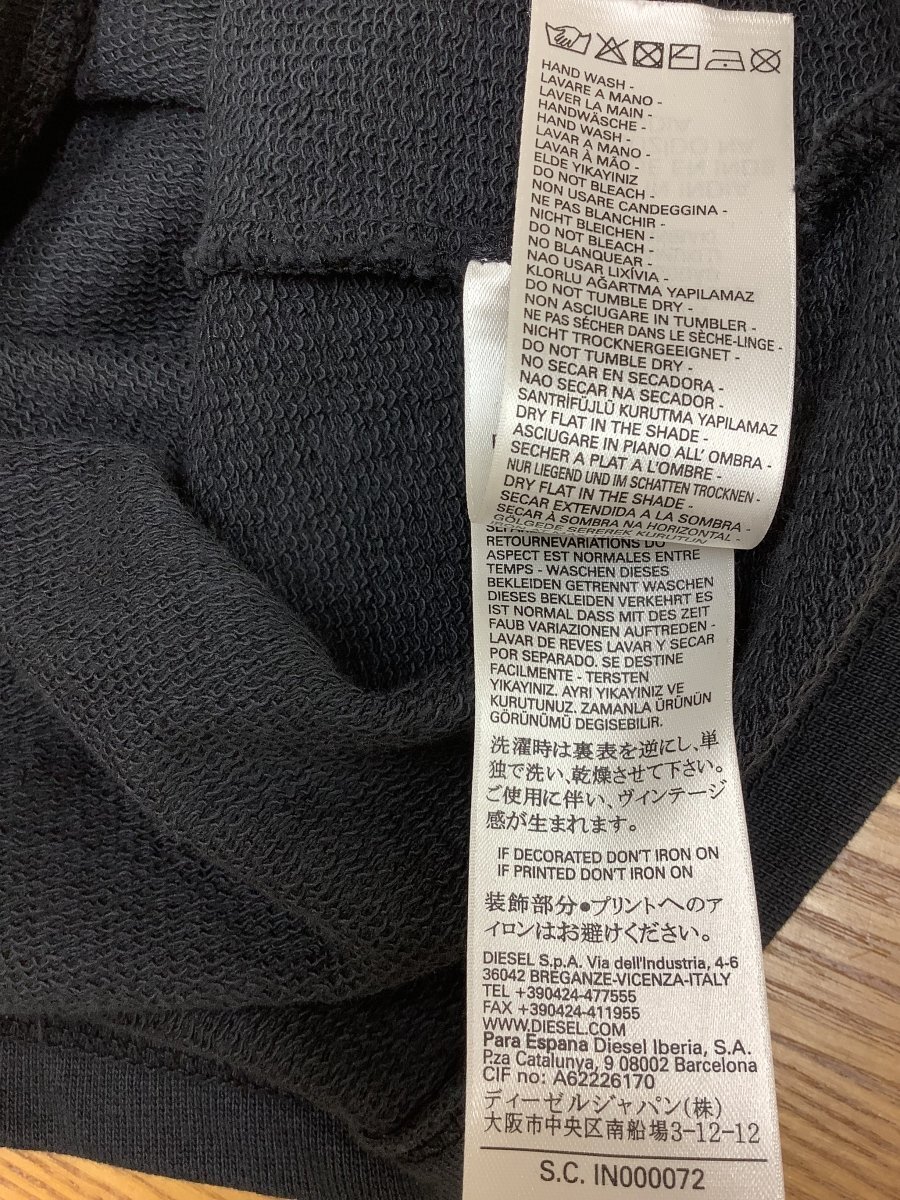 HAND WASH -
LAVARE A MANO -
LAVER LA MAIN -
HANDWÄSCHE -
HAND WASH -
LAVAR A MANO -
LAVAR À MÃO -
ELDE YIKAYINIZ
DO NOT BLEACH -
NON USARE CANDEGGINA -
NE PAS BLANCHIR -
NICHT BLEICHEN -
DO NOT BLEACH -
NO BLANQUEAR -
NAO USAR LIXÍVIA -
KLORLU AĞARTMA YAPILAMAZ
DO NOT TUMBLE DRY -
NON ASCIUGARE IN TUMBLER -
NE PAS SÉCHER DANS LE SÈCHE-LINGE -
NICHT TROCKNERGEEIGNET -
DO NOT TUMBLE DRY -
NO SECAR EN SECADORA -
NAO SECAR NA SECADOR -
SANTRİFÜJLÜ KURUTMA YAPILAMAZ
DRY FLAT IN THE SHADE -
ASCIUGARE IN PIANO ALL' OMBRA -
SECHER A PLAT A L'OMBRE -
NUR LIEGEND UND IM SCHATTEN TROCKNEN -
DRY FLAT IN THE SHADE -
SECAR EXTENDIDA A LA SOMBRA -
SECAR À SOMBRA NA HORIZONTAL -
GÖLGEDE SEREREK KURUTUN
RETOURNEVARIATIONS DU
ASPECT EST NORMALES ENTRE
TEMPS - WASCHEN DIESES
BEKLEIDEN GETRENNT WASCHEN
DIESES BEKLEIDEN VERKEHRT ES
IST NORMAL DASS MIT DES ZEIT
FAUB VARIAZIONEN AUFTREDEN -
LAVAR DE REVES LAVAR Y SECAR
POR SEPARADO. SE DESTINE
FACILMENTE - TERSTEN
YIKAYINIZ. AYRI YIKAYINIZ VE
KURUTUNUZ. ZAMANLA ÜRÜNÜN
GÖRÜNÜMÜ DEGISEBILIR.
洗濯時は裏表を逆にし、単
独で洗い、乾燥させて下さい。
ご使用に伴い、ヴィンテージ
感が生まれます。
IF DECORATED DON'T IRON ON
IF PRINTED DON'T IRON ON
装飾部分●プリントへのア
イロンはお避けください。
DIESEL S.p.A. Via dell'Industria, 4-6
36042 BREGANZE-VICENZA-ITALY
TEL +390424-477555
FAX +390424-411955
WWW.DIESEL.COM
Para Espana Diesel Iberia, S.A.
P.za Catalunya, 9 08002 Barcelona
CIF no: A62226170
ディーゼルジャパン(株)
大阪市中央区南船場3-12-12
S.C. IN000072